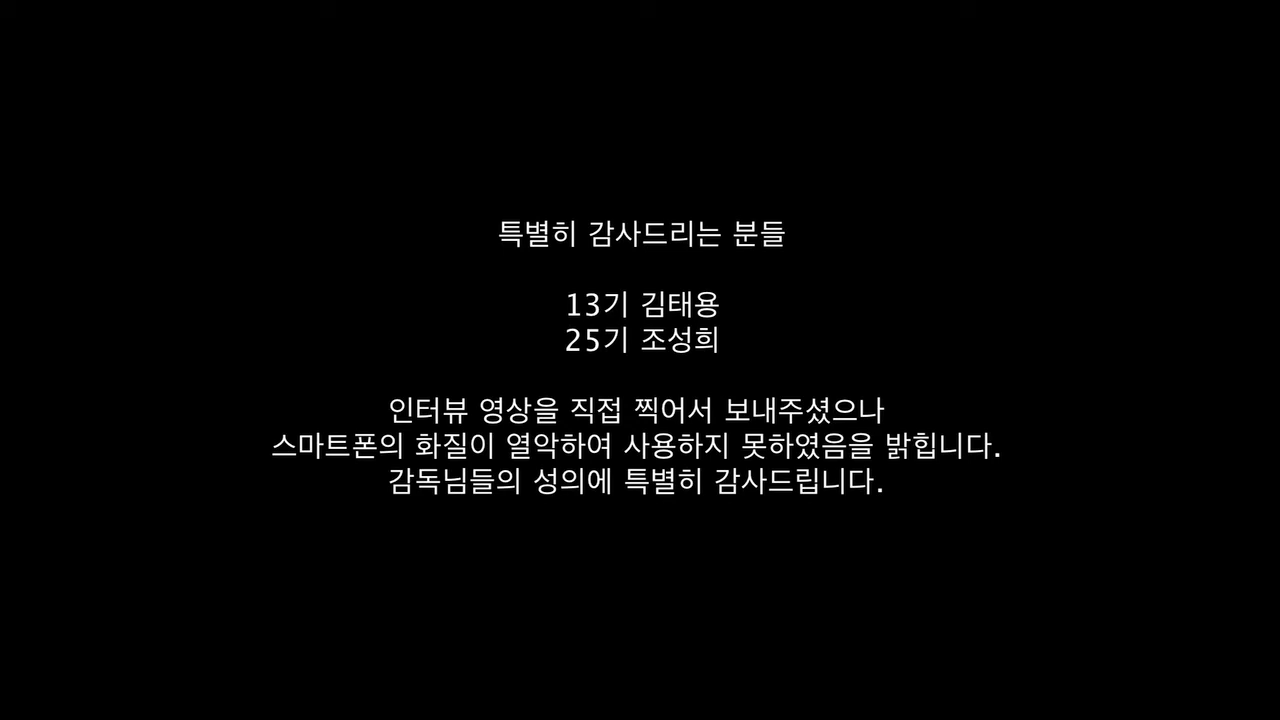 특별히 감사드리는 분들
13기 김태용
25기 조성희
인터뷰 영상을 직접 찍어서 보내주셨으나
스마트폰의 화질이 열악하여 사용하지 못하였음을 밝힙니다.
감독님들의 성의에 특별히 감사드립니다.